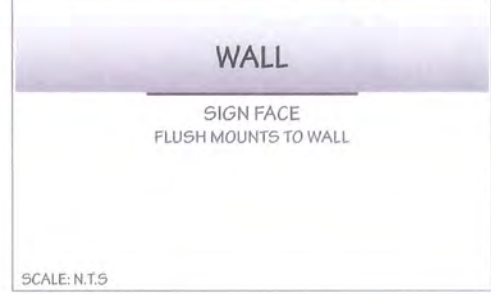 WALL
SIGN FACE
FLUSH MOUNTS TO WALL
SCALE: N.T.S